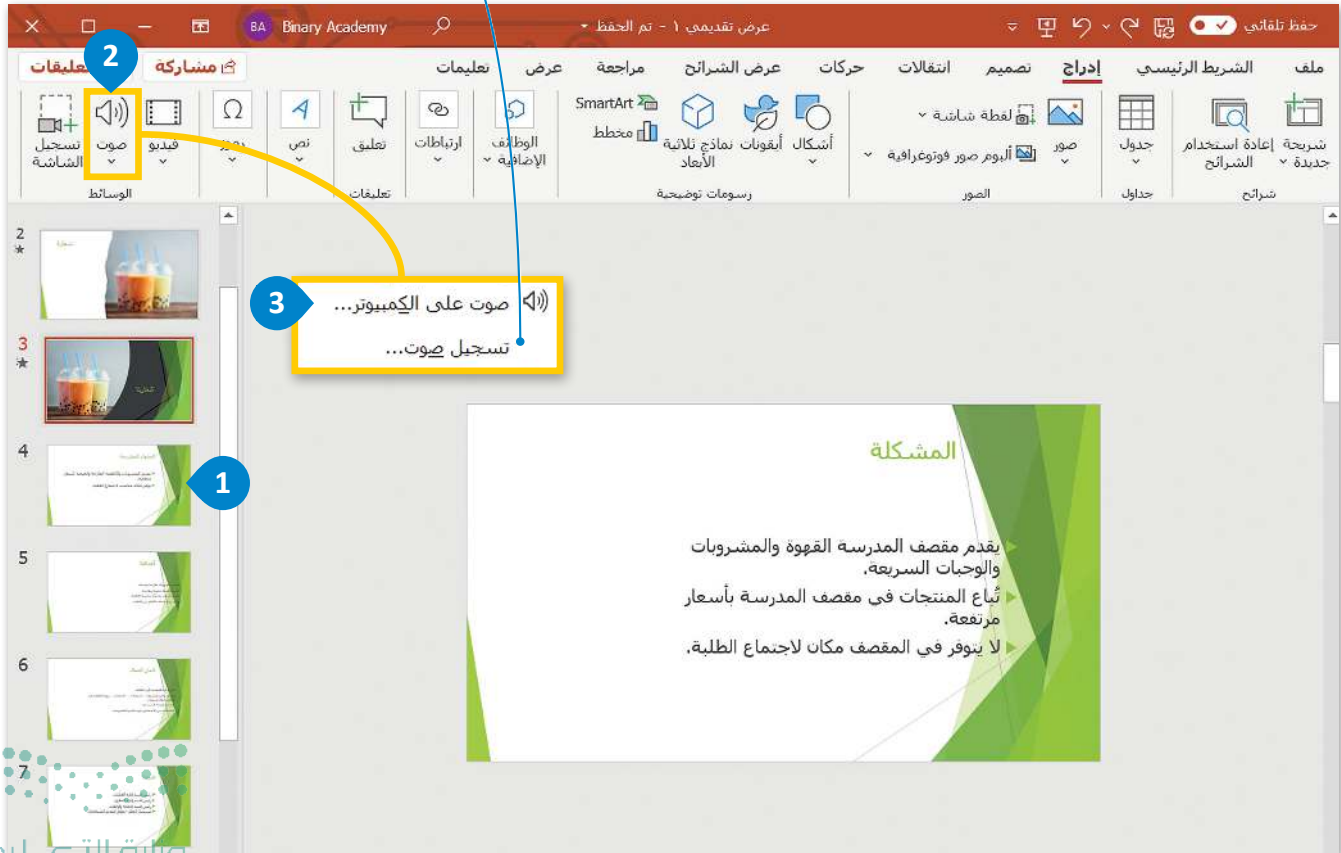 حفظ تلقائي
عرض تقديمي ١ - تم الحفظ
Binary Academy
BA
ملف
الشريط الرئيسي
إدراج
تصميم
انتقالات
حركات
عرض الشرائح
مراجعة
عرض
تعليمات
مشاركة
2
شريحة
جديدة
إعادة استخدام
الشرائح
شرائح
جدول
جداول
صور
لقطة شاشة
ألبوم صور فوتوغرافية
الصور
أشكال
أيقونات
نماذج ثلاثية
الأبعاد
SmartArt
مخطط
رسومات توضيحية
الوظائف
الإضافية
ارتباطات
تعليق
تعليقات
نص
Ω
فيديو
صوت
تسجيل
الشاشة
الوسائط
3
صوت على الكمبيوتر...
تسجيل صوت...
2
3
4
1
5
6
7
المشكلة
يقدم مقصف المدرسة القهوة والمشروبات
والوجبات السريعة.
تُباع المنتجات في مقصف المدرسة بأسعار
مرتفعة.
لا يتوفر في المقصف مكان لاجتماع الطلبة.